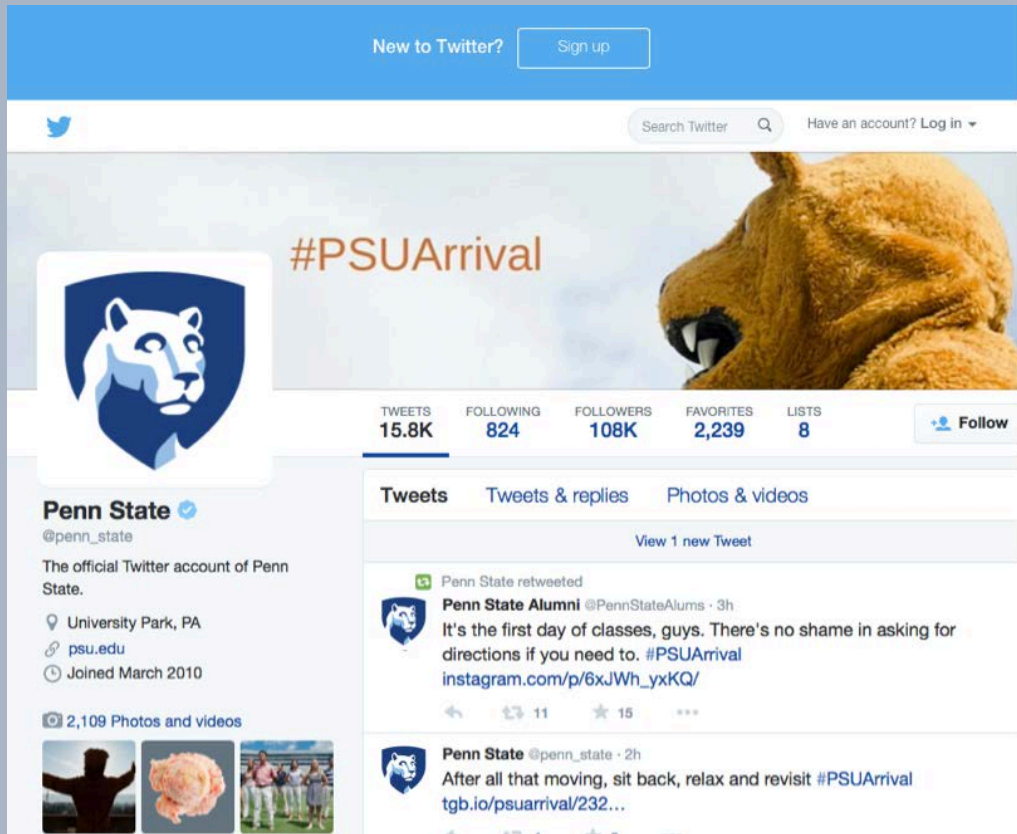 New to Twitter? Sign up
Search Twitter Have an account? Log in
#PSUArrival
TWEETS FOLLOWING FOLLOWERS FAVORITES LISTS
15.8K 824 108K 2,239 8
Follow
Penn State
@penn_state
The official Twitter account of Penn
State.
University Park, PA
psu.edu
Joined March 2010
2,109 Photos and videos
Tweets Tweets & replies Photos & videos
View 1 new Tweet
Penn State retweeted
Penn State Alumni @PennStateAlums · 3h
It's the first day of classes, guys. There's no shame in asking for
directions if you need to. #PSUArrival
instagram.com/p/6xJWh_yxKQ/
11 15
Penn State @penn_state · 2h
After all that moving, sit back, relax and revisit #PSUArrival
tgb.io/psuarrival/232...